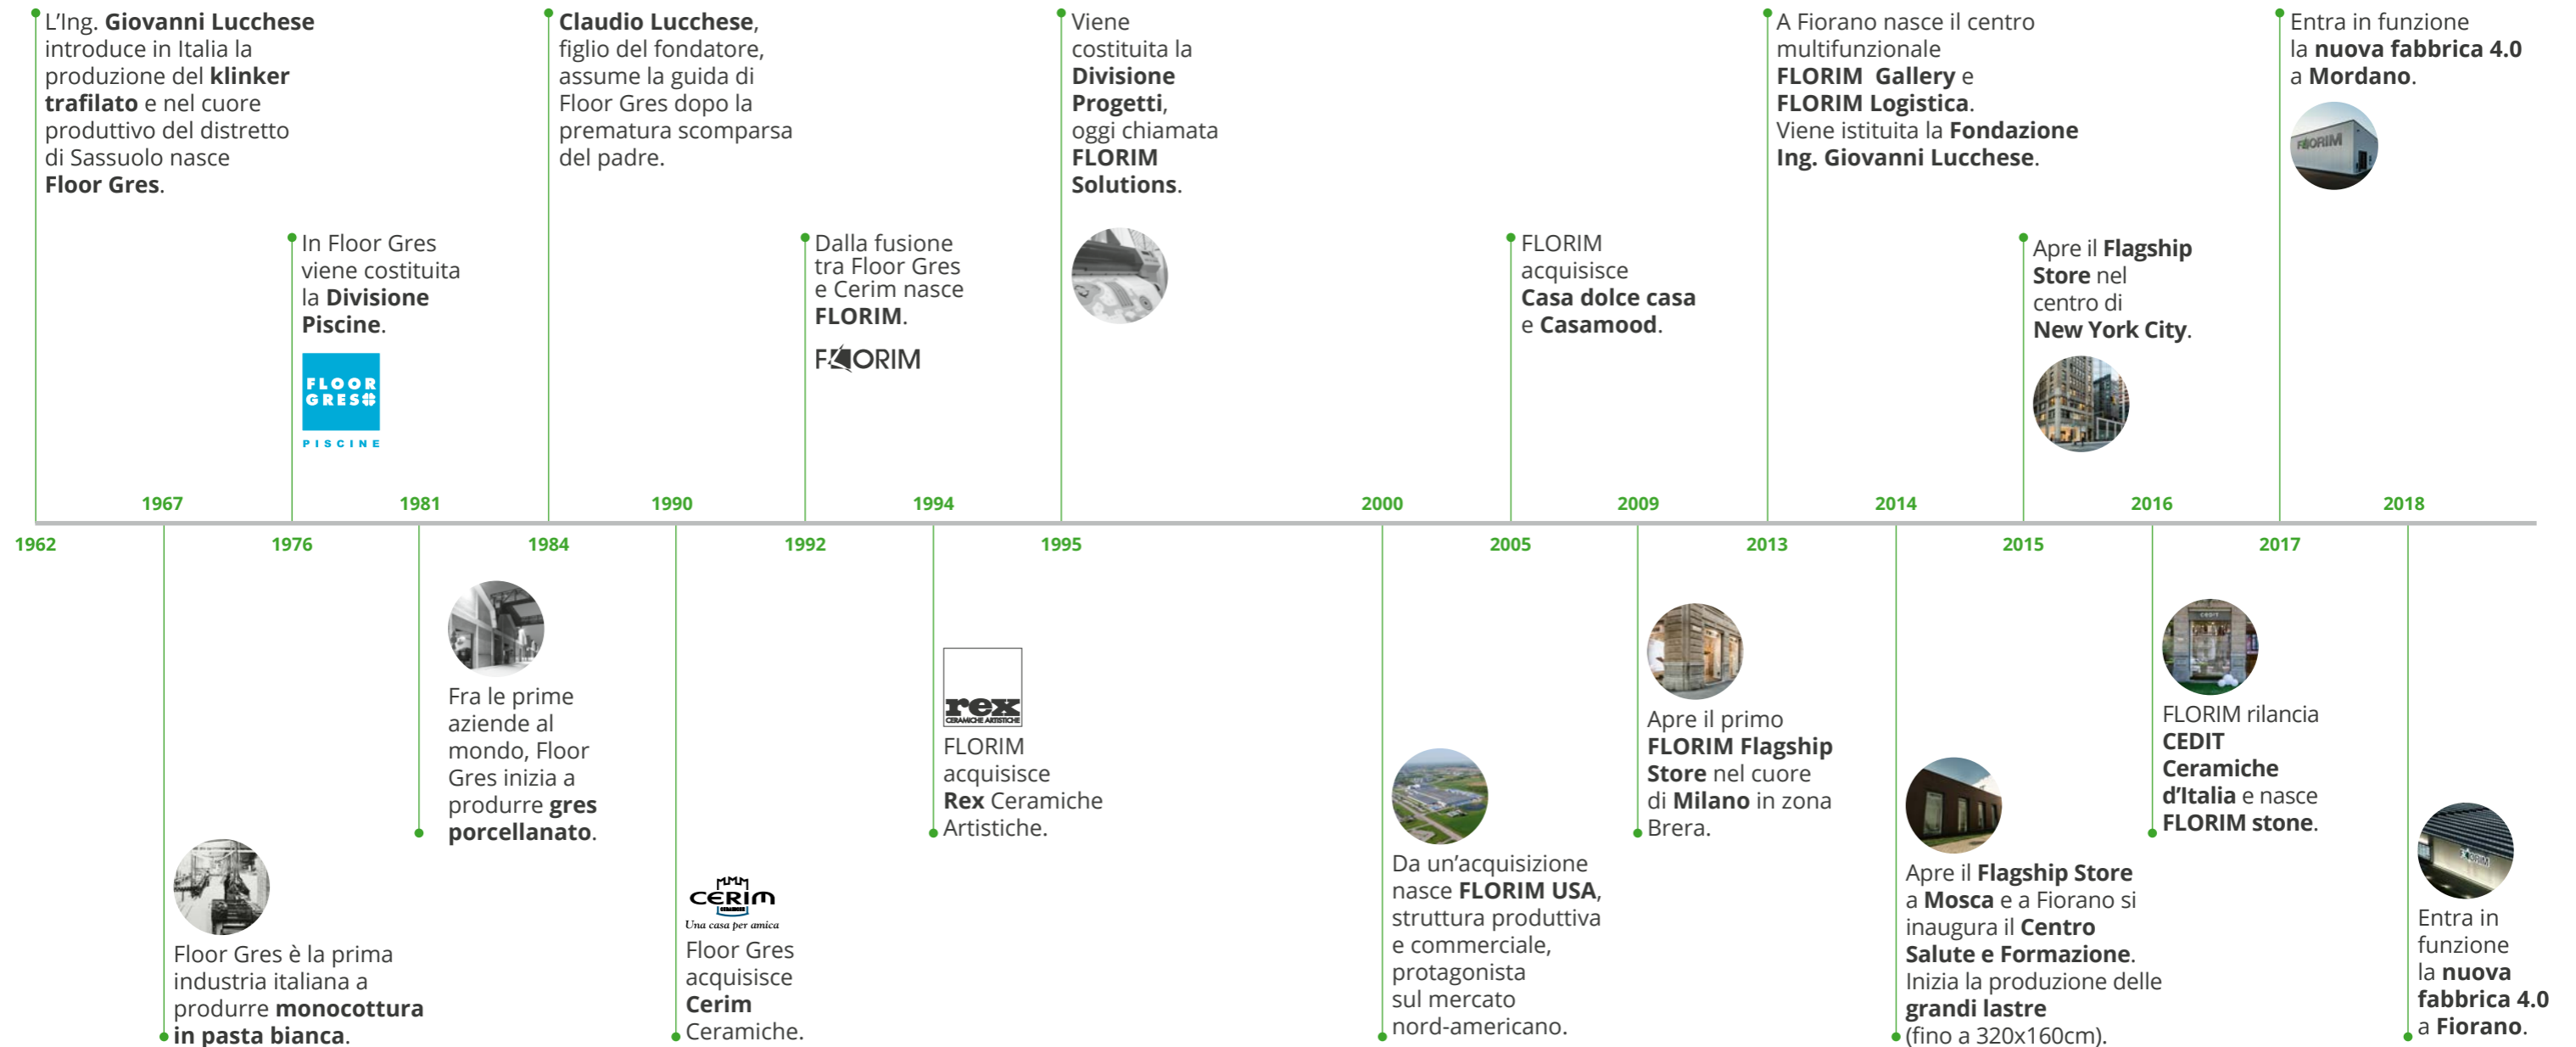 L'Ing. Giovanni Lucchese
introduce in Italia la
produzione del klinker
trafilato e nel cuore
produttivo del distretto
di Sassuolo nasce
Floor Gres.
Claudio Lucchese,
figlio del fondatore,
assume la guida di
Floor Gres dopo la
prematura scomparsa
del padre.
Viene
costituita la
Divisione
Progetti,
oggi chiamata
FLORIM
Solutions.
A Fiorano nasce il centro
multifunzionale
FLORIM Gallery e
FLORIM Logistica.
Viene istituita la Fondazione
Ing. Giovanni Lucchese.
Entra in funzione
la nuova fabbrica 4.0
a Mordano.
FLORIM
In Floor Gres
viene costituita
la Divisione
Piscine.
FLOOR
GRES
PISCINE
Dalla fusione
tra Floor Gres
e Cerim nasce
FLORIM.
FLORIM
FLORIM
acquisisce
Casa dolce casa
e Casamood.
Apre il Flagship
Store nel
centro di
New York City.
1967
1981
1990
1994
2000
2009
2014
2016
2018
1962
1976
1984
1992
1995
2005
2013
2015
2017
Floor Gres è la prima
industria italiana a
produrre monocottura
in pasta bianca.
Fra le prime
aziende al
mondo, Floor
Gres inizia a
produrre gres
porcellanato.
CERIM
CERAMICHE
Una casa per amica
Floor Gres
acquisisce
Cerim
Ceramiche.
rex
CERAMICHE ARTISTICHE
FLORIM
acquisisce
Rex Ceramiche
Artistiche.
Da un'acquisizione
nasce FLORIM USA,
struttura produttiva
e commerciale,
protagonista
sul mercato
nord-americano.
Apre il primo
FLORIM Flagship
Store nel cuore
di Milano in zona
Brera.
Apre il Flagship Store
a Mosca e a Fiorano si
inaugura il Centro
Salute e Formazione.
Inizia la produzione delle
grandi lastre
(fino a 320x160cm).
CEDIT
FLORIM rilancia
CEDIT
Ceramiche
d'Italia e nasce
FLORIM stone.
FLORIM
Entra in
funzione
la nuova
fabbrica 4.0
a Fiorano.